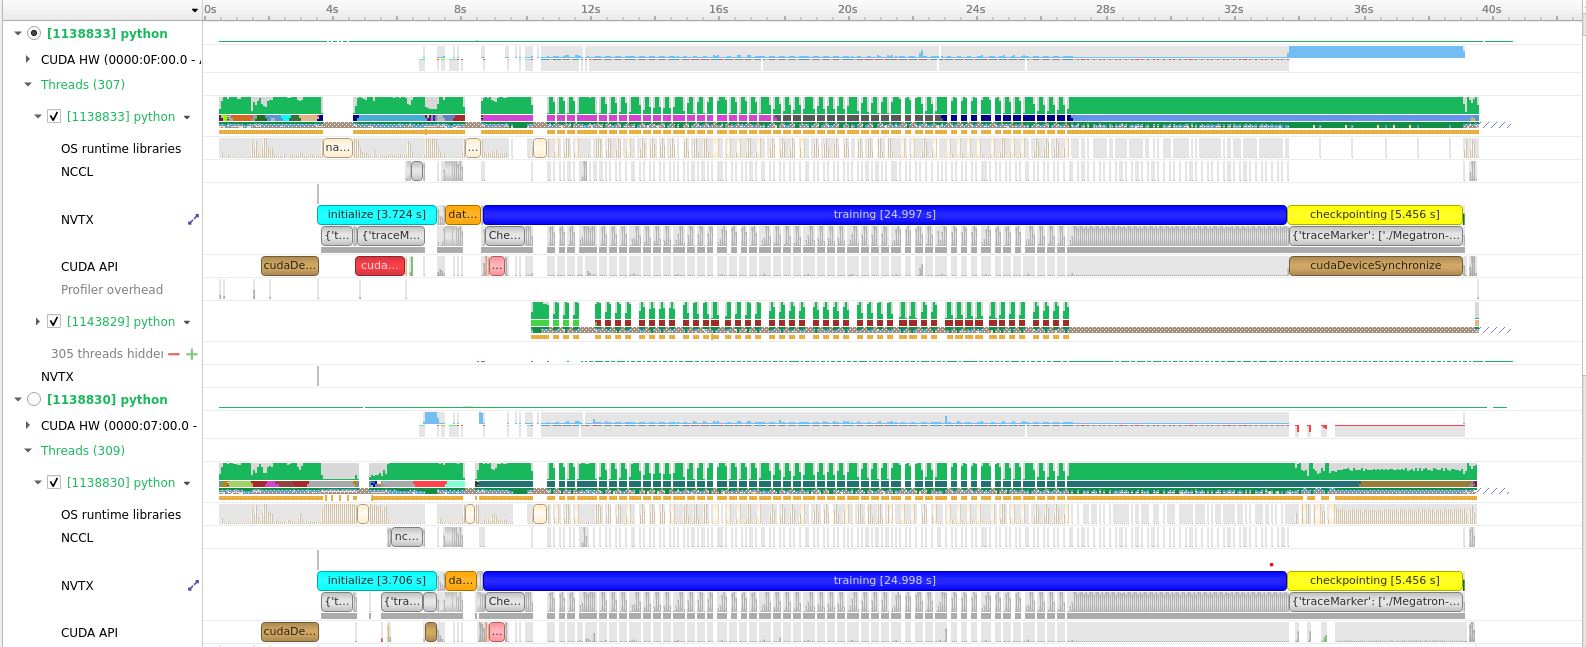 0s 4s 8s 12s 16s 20s 24s 28s 32s 36s 40s
[1138833] python
CUDA HW (0000:0F:00.0 - 
Threads (307)
[1138833] python
OS runtime libraries na... ...
NCCL
NVTX initialize [3.724 s] dat... training [24.997 s] checkpointing [5.456 s]
{'t... {'traceM... Che... {'traceMarker': ['./Megatron-...
CUDA API cudaDe... cuda... ... cudaDeviceSynchronize
Profiler overhead
[1143829] python
305 threads hidden
NVTX
[1138830] python
CUDA HW (0000:07:00.0 -
Threads (309)
[1138830] python
OS runtime libraries
NCCL nc...
NVTX initialize [3.706 s] da... training [24.998 s] checkpointing [5.456 s]
{'t... {'tra... Che... {'traceMarker': ['./Megatron-...
CUDA API cudaDe... ...